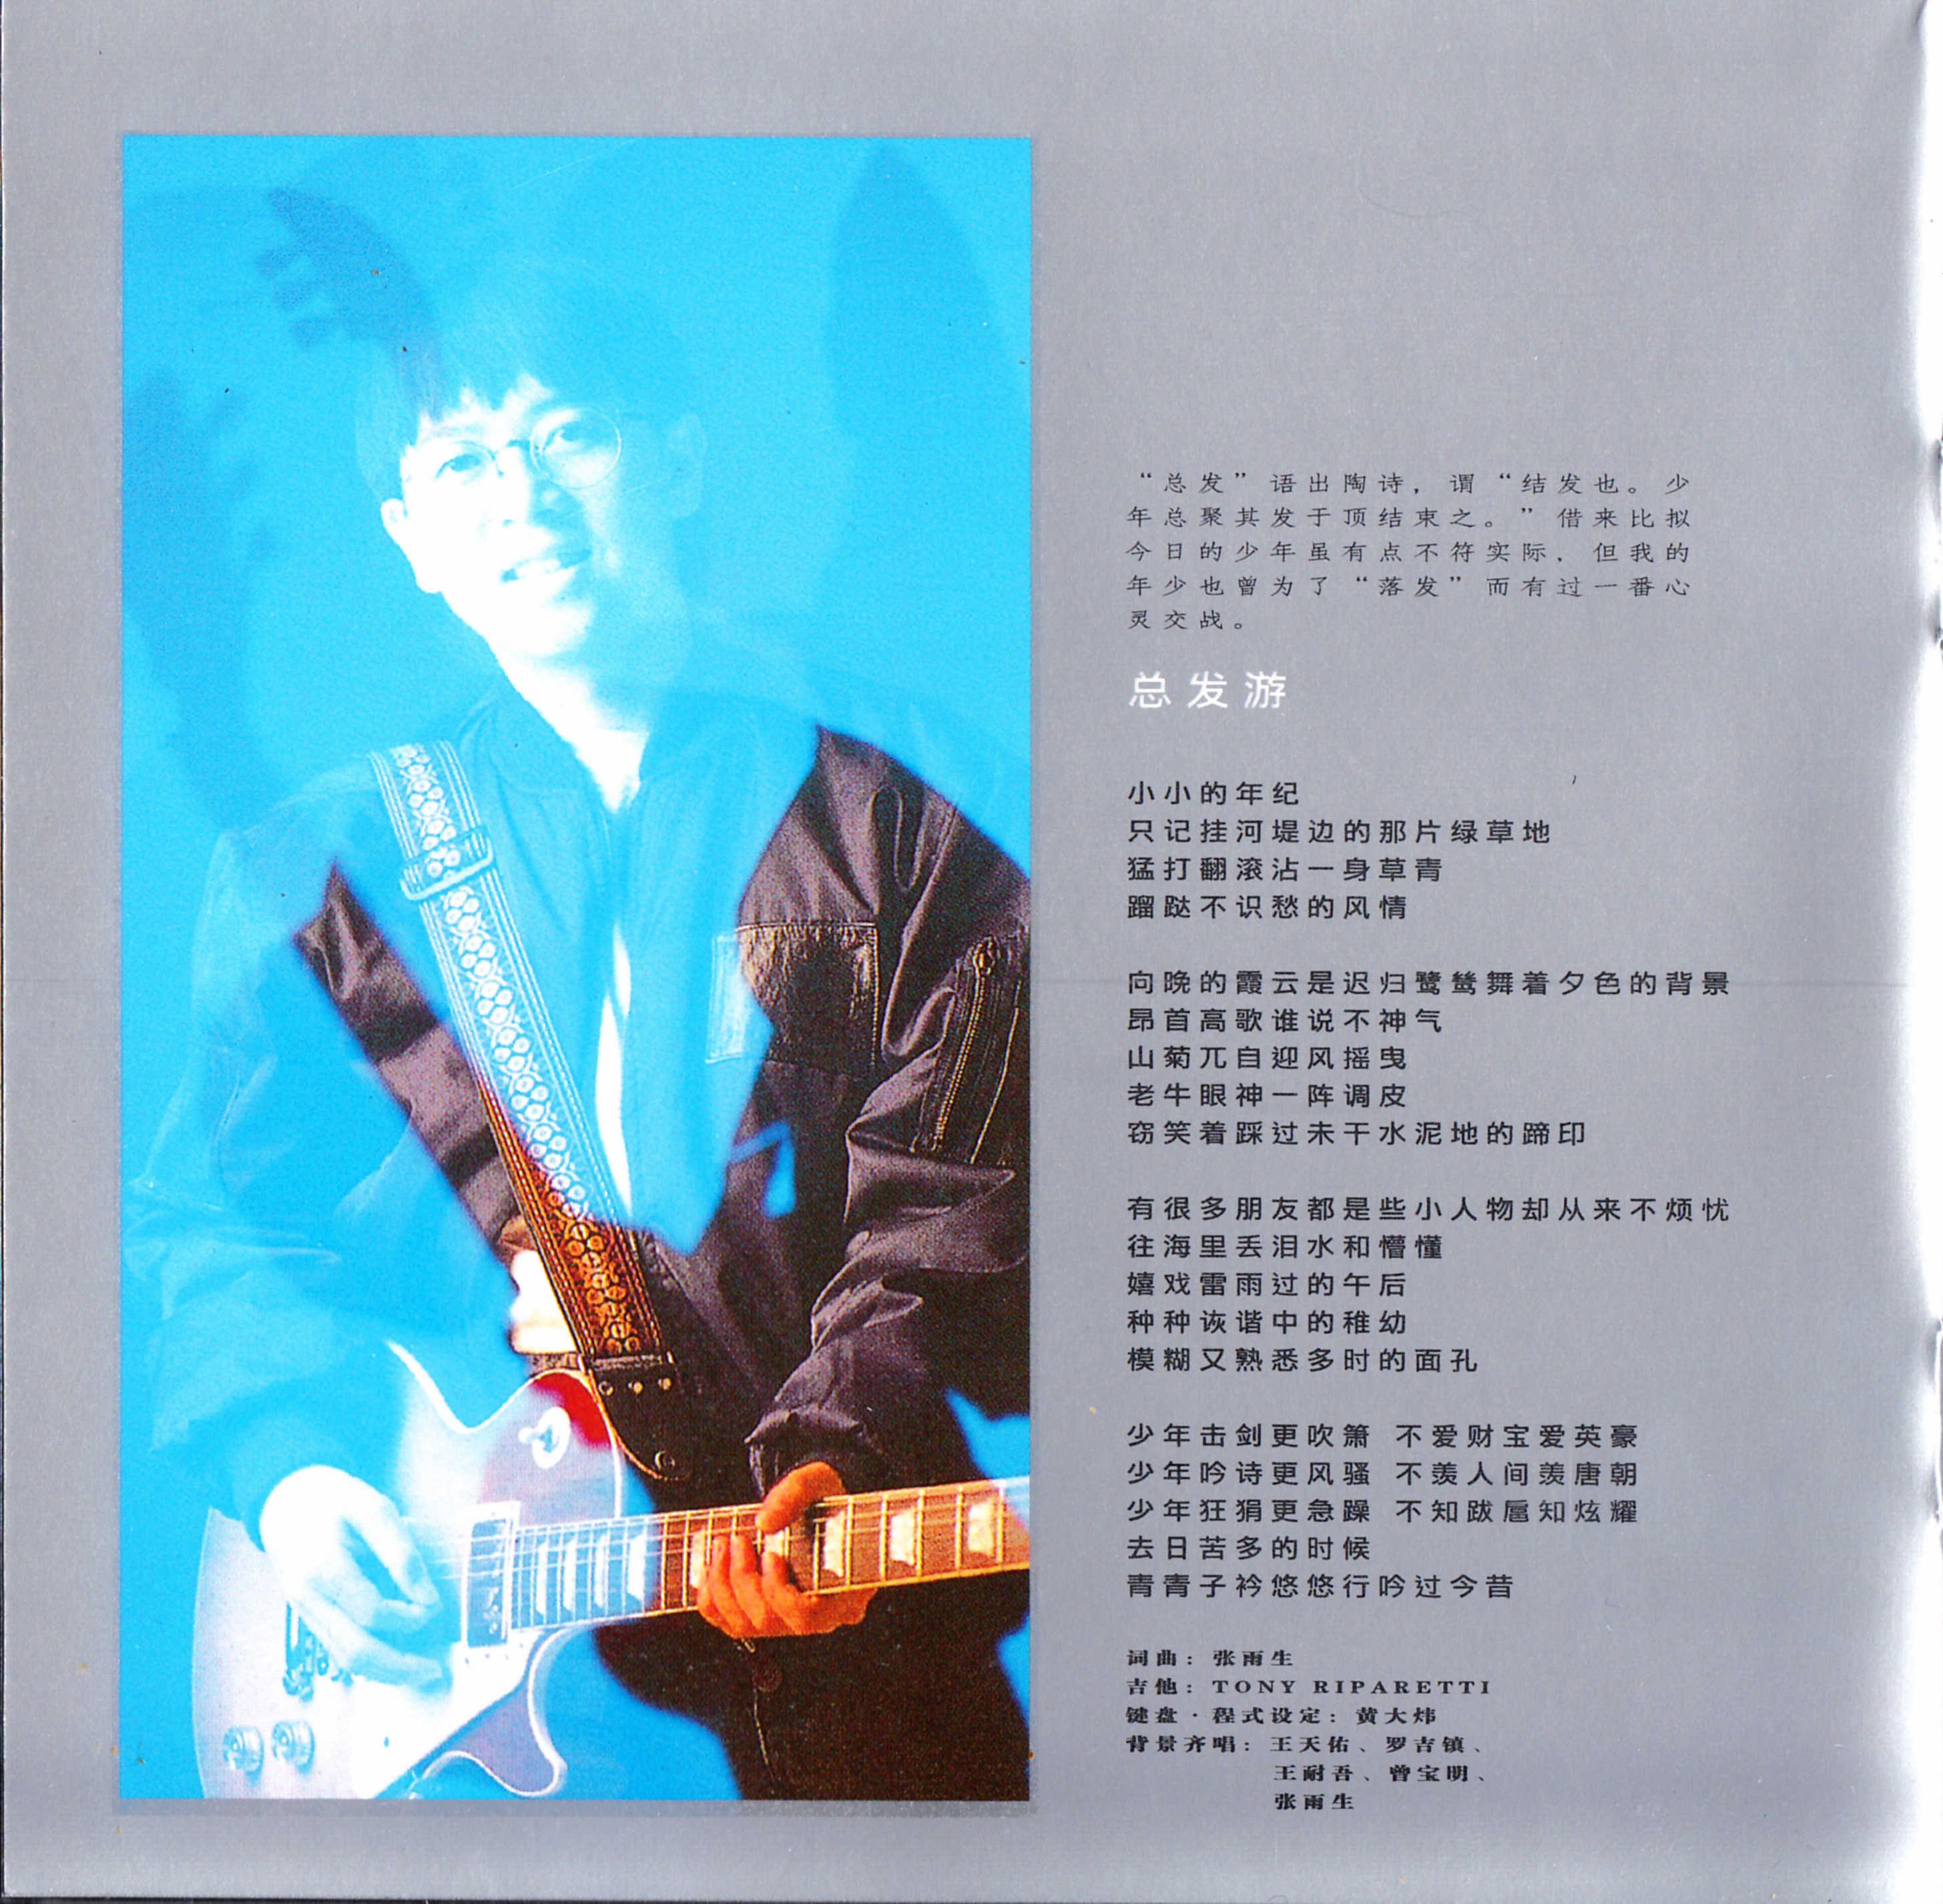 “总发”语出陶诗，谓“结发也。少
年总聚其发于顶结束之。”借来比拟
今日的少年虽有点不符实际，但我的
年少也曾为了“落发”而有过一番心
灵交战。
总发游
小小的年纪
只记挂河堤边的那片绿草地
猛打翻滚沾一身草青
蹓跶不识愁的风情
向晚的霞云是迟归鹭鸶舞着夕色的背景
昂首高歌谁说不神气
山菊兀自迎风摇曳
老牛眼神一阵调皮
窃笑着踩过未干水泥地的蹄印
有很多朋友都是些小人物却从来不烦忧
往海里丢泪水和懵懂
嬉戏雷雨过的午后
种种诙谐中的稚幼
模糊又熟悉多时的面孔
少年击剑更吹箫 不爱财宝爱英豪
少年吟诗更风骚 不羡人间羡唐朝
少年狂狷更急躁 不知跋扈知炫耀
去日苦多的时候
青青子衿悠悠行吟过今昔
词曲：张雨生
吉他：TONY RIPARETTI
键盘·程式设定：黄大炜
背景齐唱：王天佑、罗吉镇、
王耐吾、曾宝明、
张雨生